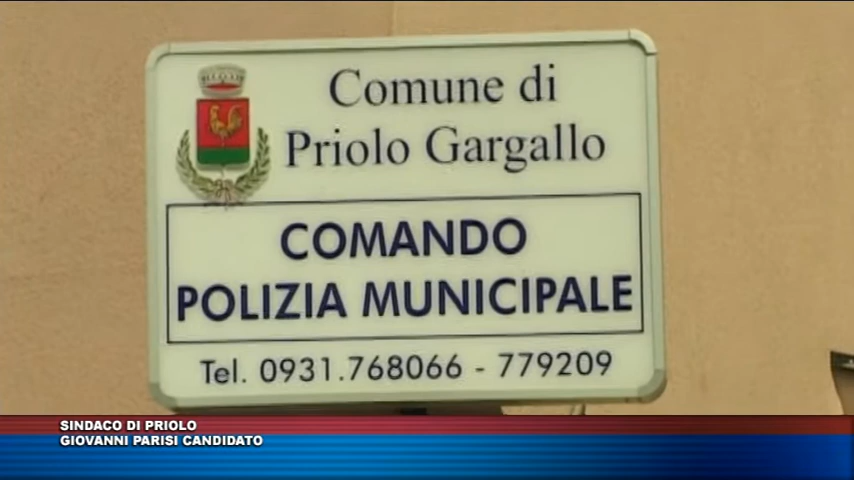 Comune di
Priolo Gargallo
COMANDO
POLIZIA MUNICIPALE
Tel. 0931.768066 - 779209
SINDACO DI PRIOLO
GIOVANNI PARISI CANDIDATO